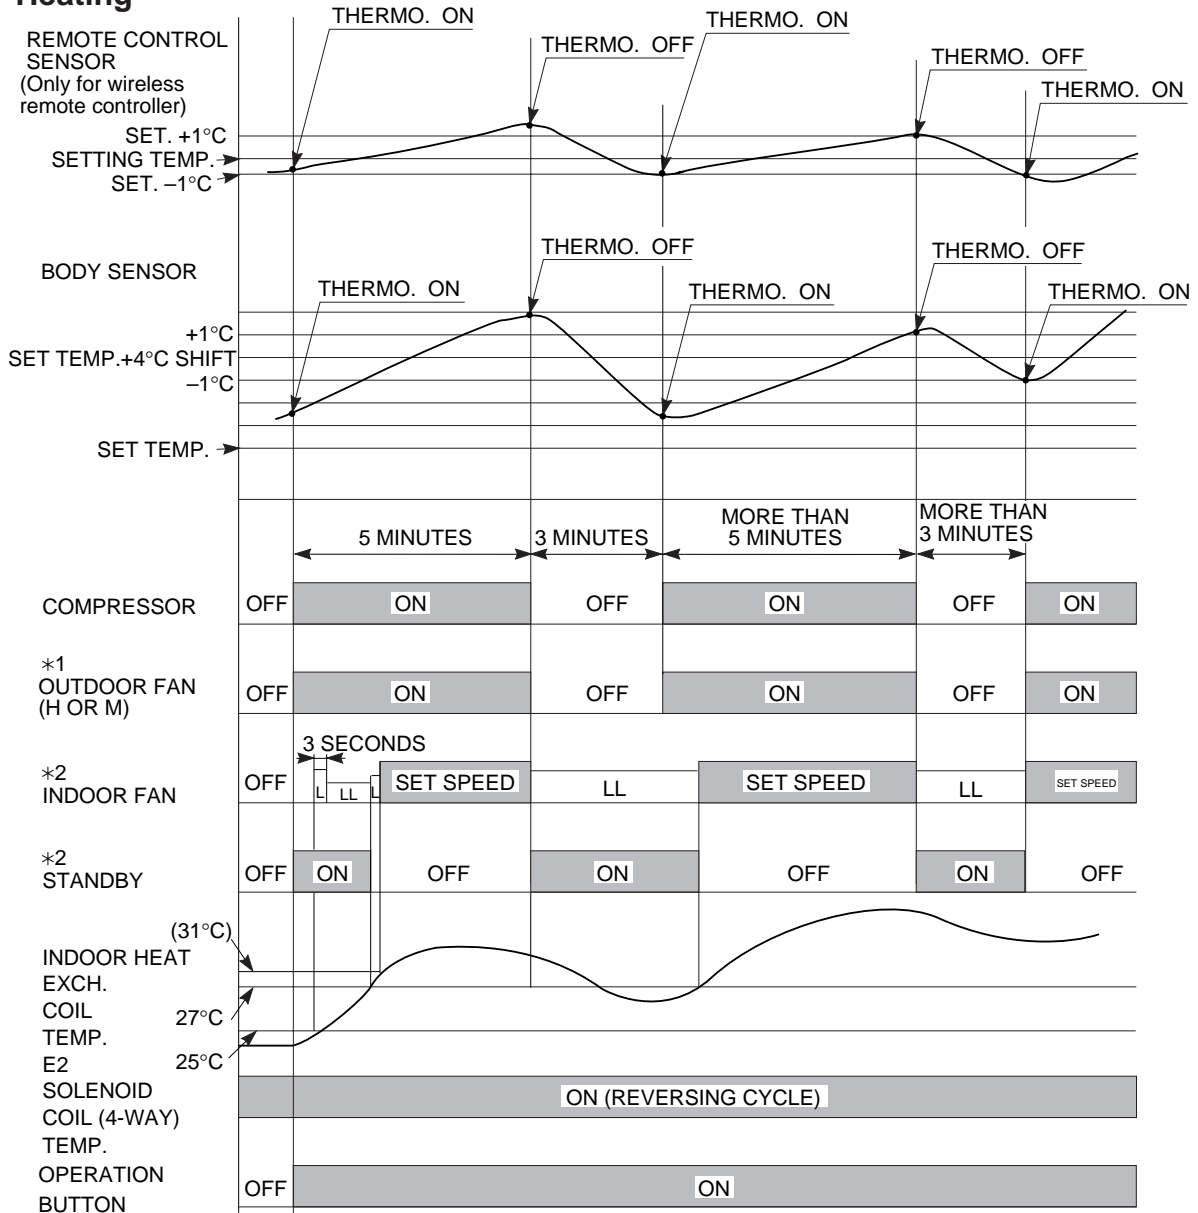 Heating
THERMO. ON
THERMO. OFF
THERMO. ON
THERMO. OFF
THERMO. ON
REMOTE CONTROL
SENSOR
(Only for wireless
remote controller)
SET. +1°C
SETTING TEMP.
SET. –1°C
BODY SENSOR
THERMO. ON
THERMO. OFF
THERMO. ON
THERMO. OFF
THERMO. ON
+1°C
SET TEMP.+4°C SHIFT
–1°C
SET TEMP.
5 MINUTES
3 MINUTES
MORE THAN
5 MINUTES
MORE THAN
3 MINUTES
COMPRESSOR
OFF ON OFF ON OFF ON
*1
OUTDOOR FAN
(H OR M)
OFF ON OFF ON OFF ON
3 SECONDS
*2
INDOOR FAN
OFF L LL L SET SPEED LL SET SPEED LL SET SPEED
*2
STANDBY
OFF ON OFF ON OFF ON OFF
(31°C)
INDOOR HEAT
EXCH.
COIL
TEMP.
E2
27°C
25°C
SOLENOID
COIL (4-WAY)
TEMP.
ON (REVERSING CYCLE)
OPERATION
BUTTON
OFF ON